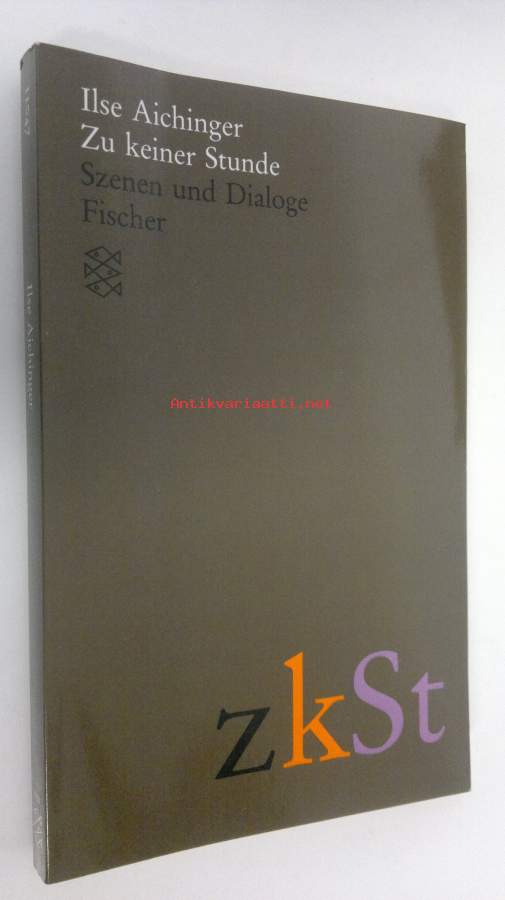 Ilse Aichinger
Zu keiner Stunde
Szenen und Dialoge
Fischer
Antikvariaatti.net
zkSt
Ilse Aichinger